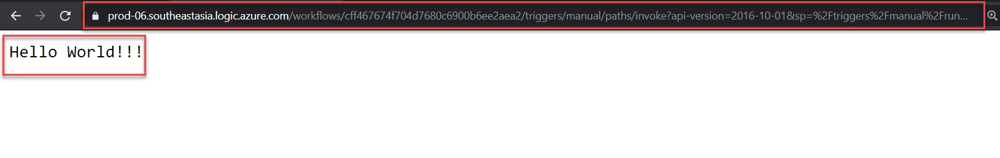 prod-06.southeastasia.logic.azure.com/workflows/cff467674f704d7680c6900b6ee2aea2/triggers/manual/paths/invoke?api-version=2016-10-01&sp=%2Ftriggers%2Fmanual%2Frun...
Hello World!!!